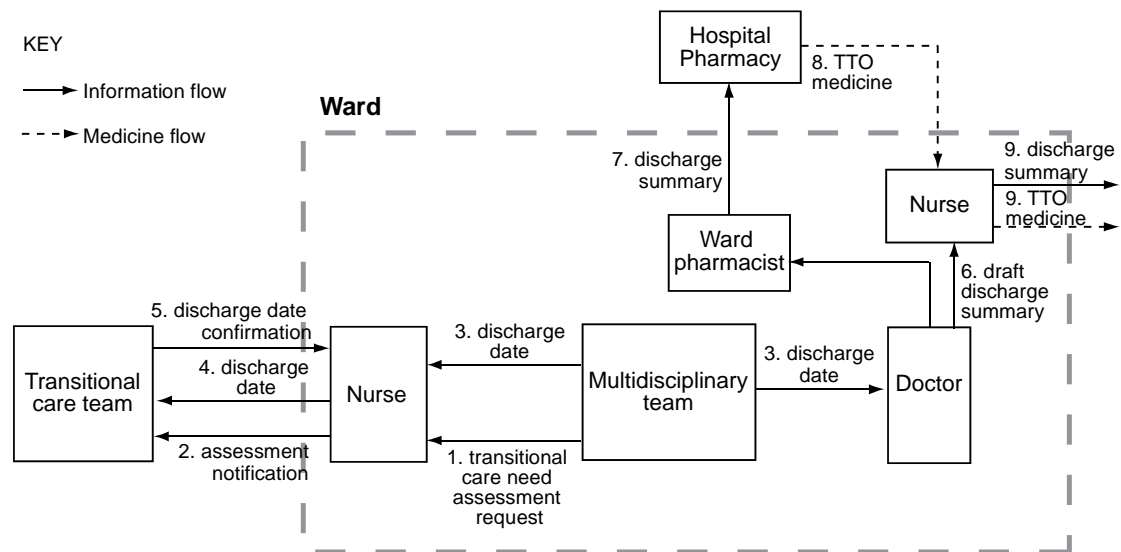 KEY
Information flow
Medicine flow
Ward
Hospital
Pharmacy
8. TTO
medicine
7. discharge
summary
9. discharge
summary
9. TTO
medicine
Nurse
Ward
pharmacist
6. draft
discharge
summary
5. discharge date
confirmation
4. discharge
date
2. assessment
notification
Transitional
care team
Nurse
3. discharge
date
1. transitional
care need
assessment
request
Multidisciplinary
team
3. discharge
date
Doctor